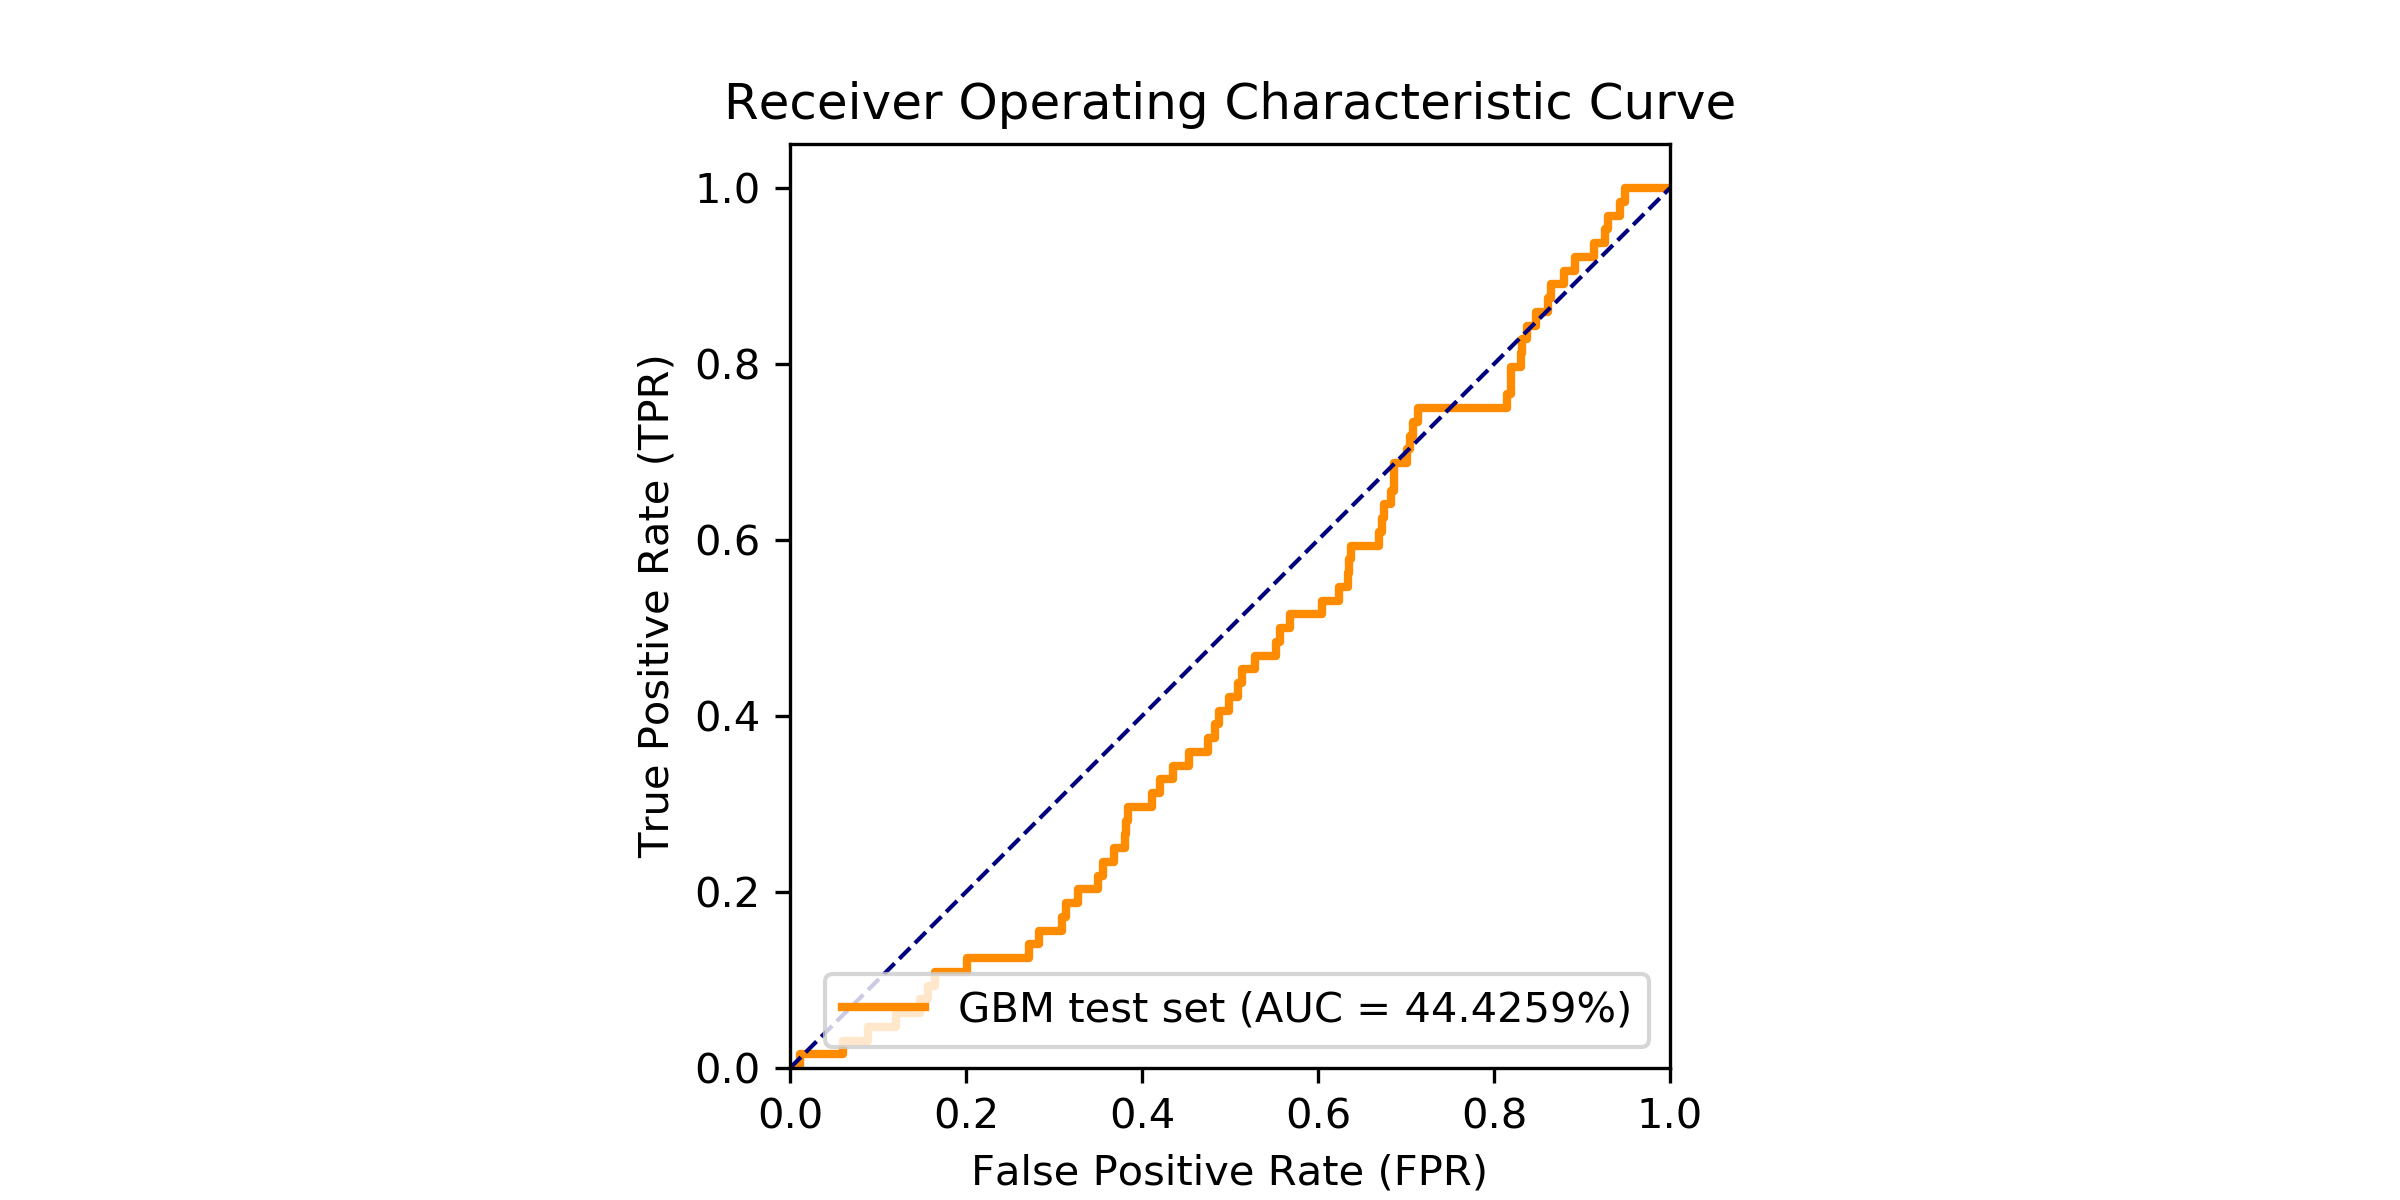 Receiver Operating Characteristic Curve
1.0
0.8
0.6
0.4
0.2
0.0
True Positive Rate (TPR)
GBM test set (AUC = 44.4259%)
0.0 0.2 0.4 0.6 0.8 1.0
False Positive Rate (FPR)